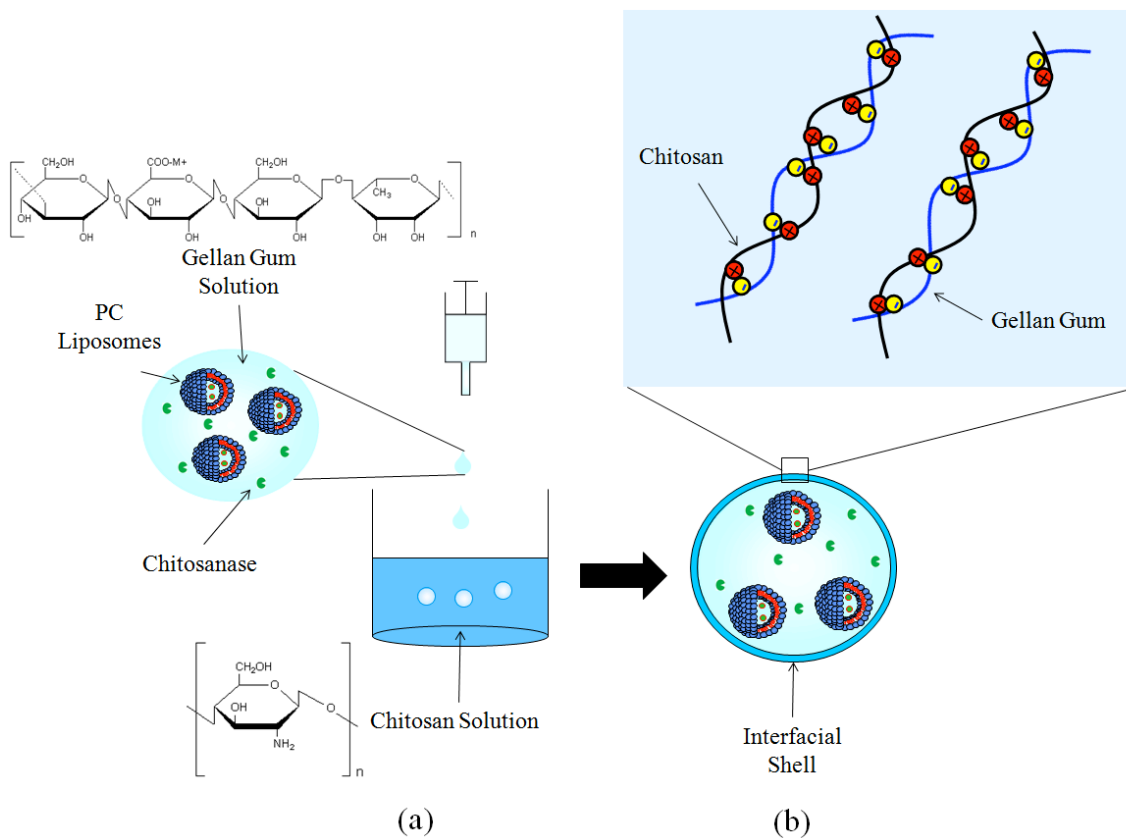 CH2OH
COO-M+
CH2OH
O
O
O
O
O
O
O
O
CH3
OH
OH
OH
OH
OH
OH
OH
OH
OH
n
Gellan Gum
Solution
PC
Liposomes
Chitosanase
CH2OH
O
OH
O
NH2
n
Chitosan Solution
Chitosan
Gellan Gum
Interfacial
Shell
(a)
(b)